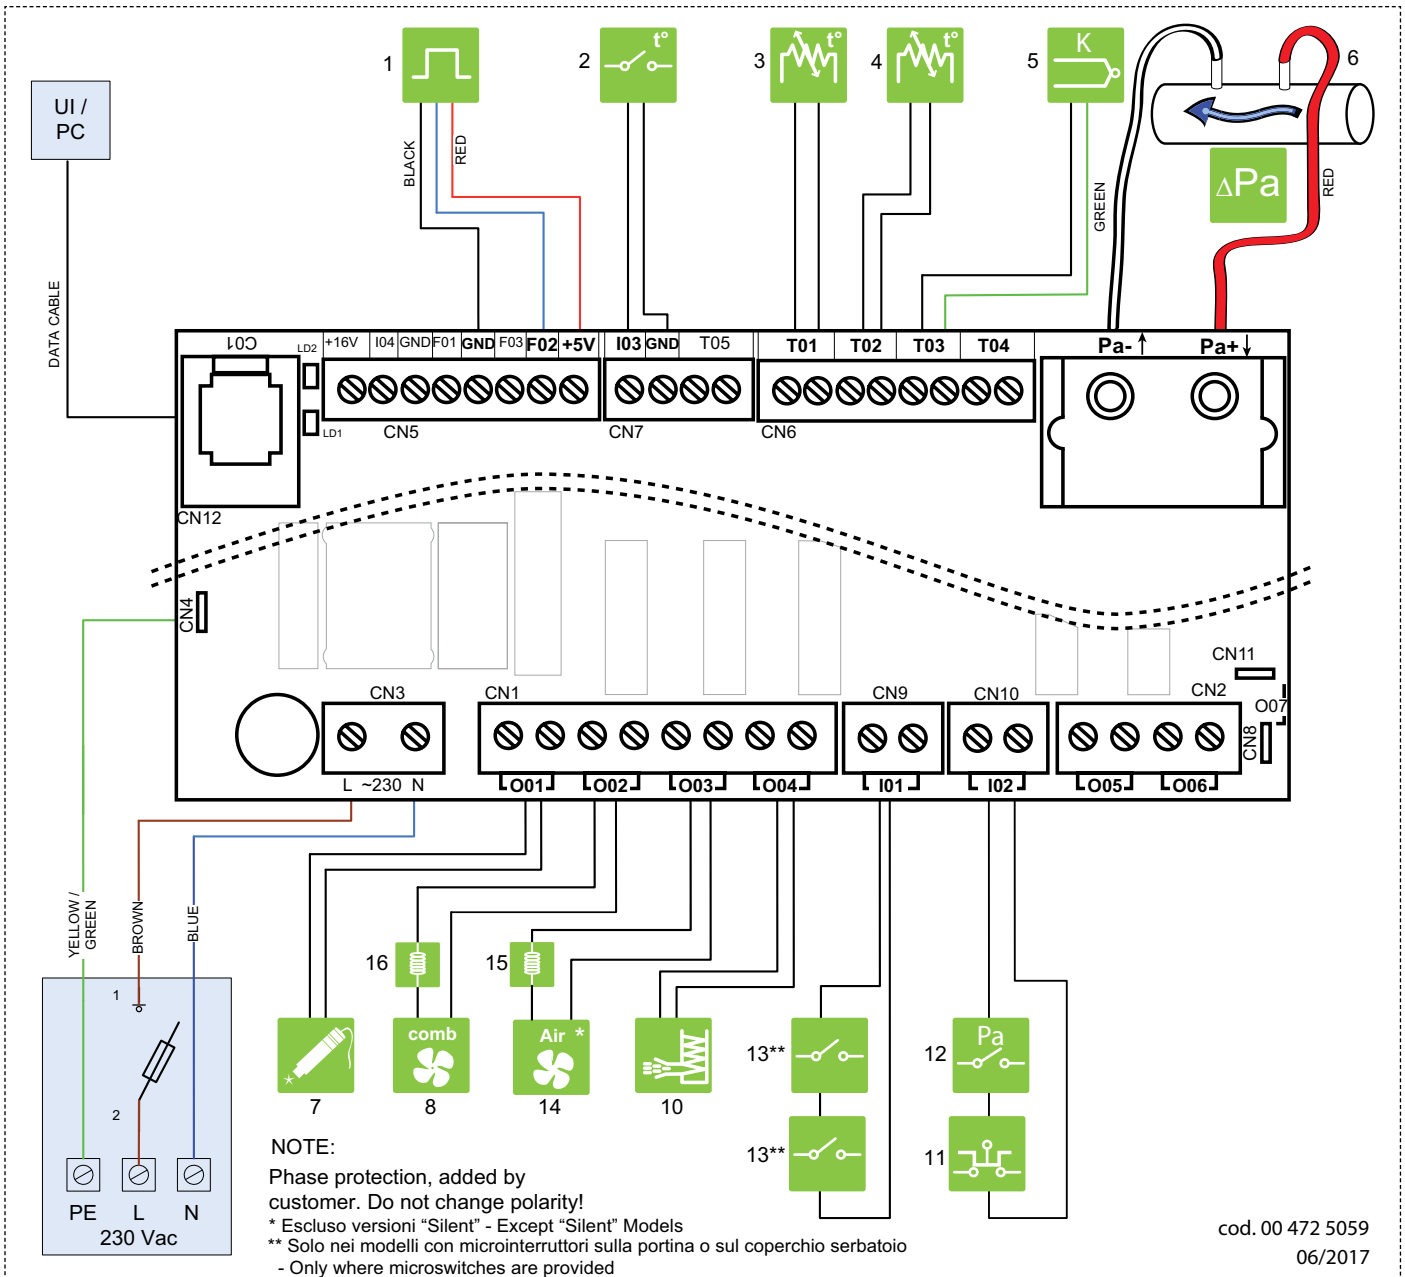 1
2
t°
3
t°
4
t°
5
K
6
UI /
PC
BLACK
RED
GREEN
ΔPa
RED
DATA CABLE
C01
LD2
+16V
I04
GND
F01
GND
F03
F02
+5V
I03
GND
T05
T01
T02
T03
T04
Pa-
Pa+
LD1
CN5
CN7
CN6
CN12
CN4
CN11
CN3
CN1
CN9
CN10
CN2
O07
CN8
L ~230 N
O01
O02
O03
O04
I01
I02
O05
O06
YELLOW /
GREEN
BROWN
BLUE
16
15
1
2
comb
Air *
13**
12
Pa
7
8
14
10
13**
11
PE
L
N
230 Vac
NOTE:
Phase protection, added by
customer. Do not change polarity!
* Escluso versioni “Silent” - Except “Silent” Models
** Solo nei modelli con microinterruttori sulla portina o sul coperchio serbatoio
- Only where microswitches are provided
cod. 00 472 5059
06/2017